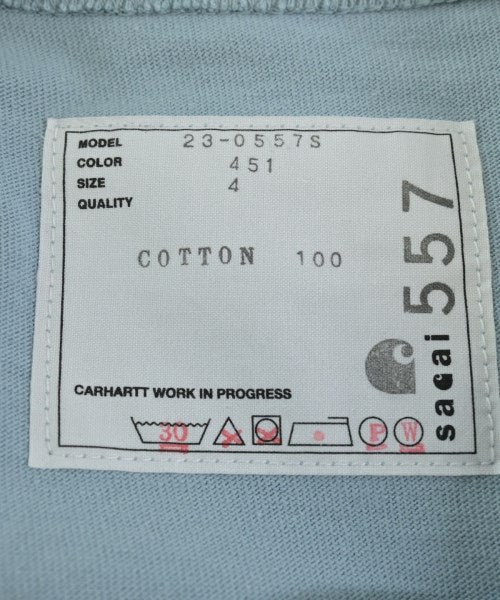 MODEL 23-0557S
COLOR 451
SIZE 4
QUALITY
COTTON 100
CARHARTT WORK IN PROGRESS
30 P W
557
sacai